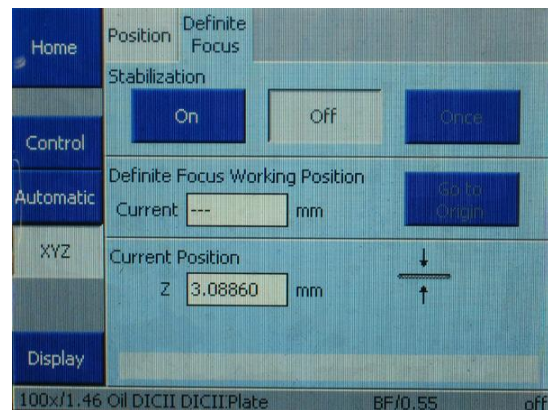 Home
Control
Automatic
XYZ
Display
Position
Definite
Focus
Stabilization
On
Off
Once
Definite Focus Working Position
Current --- mm
Go to
Origin
Current Position
Z 3.08860 mm
100x/1.46 Oil DICII DICII.Plate BF/0.55 off